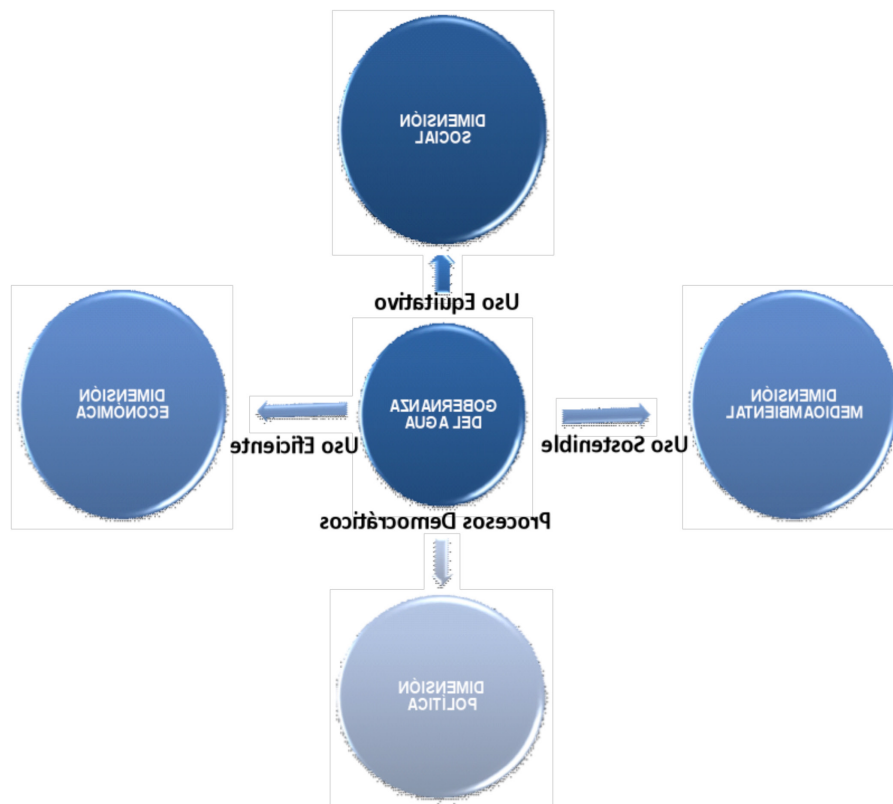 DIMENSIÓN
SOCIAL
Uso Equitativo
DIMENSIÓN
ECONÓMICA
Uso Eficiente
GOBERNANZA
DEL AGUA
Uso Sostenible
DIMENSIÓN
MEDIOAMBIENTAL
Procesos Democráticos
DIMENSIÓN
POLÍTICA